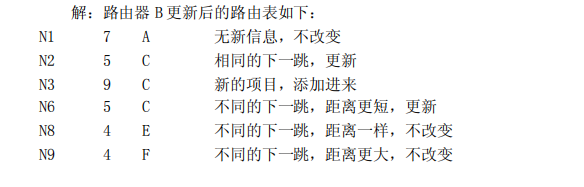 解：路由器 B 更新后的路由表如下：
N1 7 A 无新信息，不改变
N2 5 C 相同的下一跳，更新
N3 9 C 新的项目，添加进来
N6 5 C 不同的下一跳，距离更短，更新
N8 4 E 不同的下一跳，距离一样，不改变
N9 4 F 不同的下一跳，距离更大，不改变